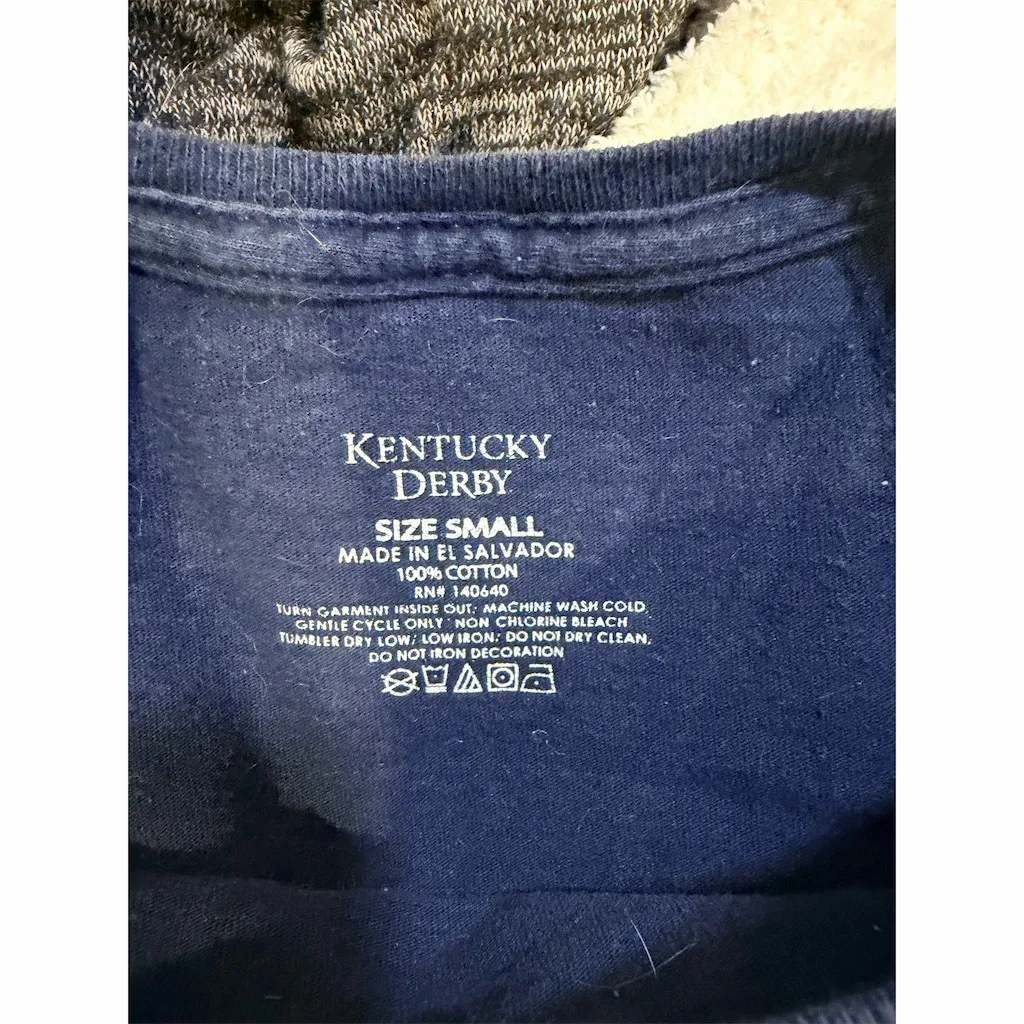 KENTUCKY
DERBY
SIZE SMALL
MADE IN EL SALVADOR
100% COTTON
RN# 140640
TURN GARMENT INSIDE OUT; MACHINE WASH COLD,
GENTLE CYCLE ONLY NON CHLORINE BLEACH
TUMBLER DRY LOW; LOW IRON; DO NOT DRY CLEAN,
DO NOT IRON DECORATION